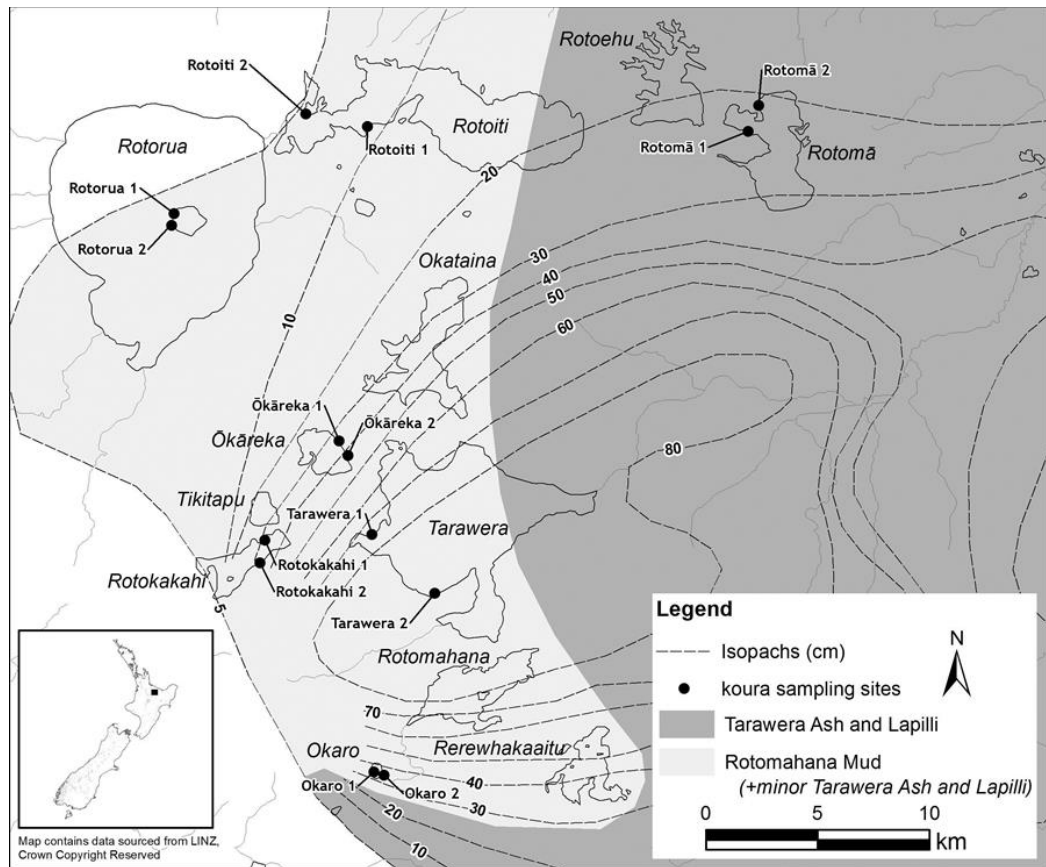 Rotoehu
Rotoiti 2
Rotomā 2
Rotorua
Rotoiti
Rotoiti 1
Rotomā 1
Rotomā
Rotorua 1
20
Rotorua 2
30
Okataina
40
50
10
60
Ōkāreka 1
Ōkāreka 2
Ōkāreka
80
Tikitapu
Tarawera 1
Tarawera
Rotokakahi 1
Rotokakahi
Rotokakahi 2
5
Tarawera 2
Rotomahana
70
Okaro
Rerewhakaaitu
Okaro 1
Okaro 2
40
30
20
10
Legend
Isopachs (cm)
koura sampling sites
Tarawera Ash and Lapilli
Rotomahana Mud
(+minor Tarawera Ash and Lapilli)
N
0 5 10
km
Map contains data sourced from LINZ,
Crown Copyright Reserved